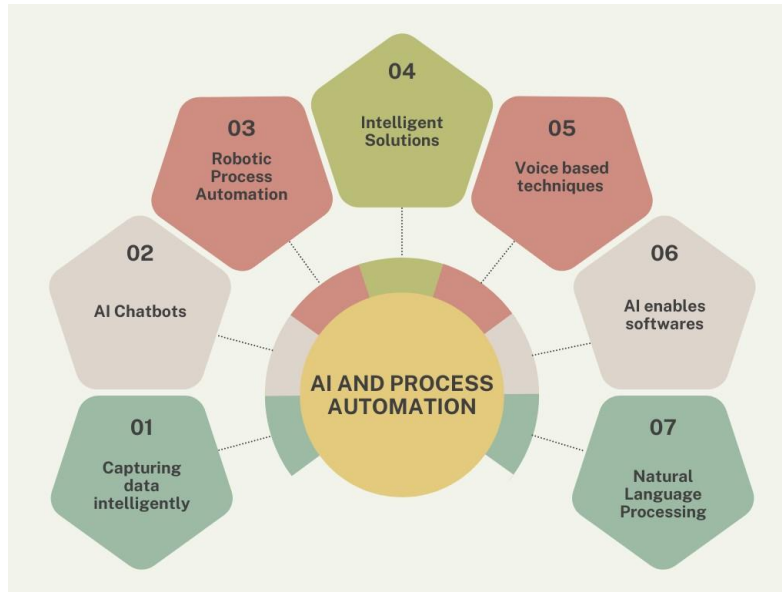 04
Intelligent
Solutions
03
Robotic
Process
Automation
05
Voice based
techniques
02
AI Chatbots
06
AI enables
softwares
AI AND PROCESS
AUTOMATION
01
Capturing
data
intelligently
07
Natural
Language
Processing